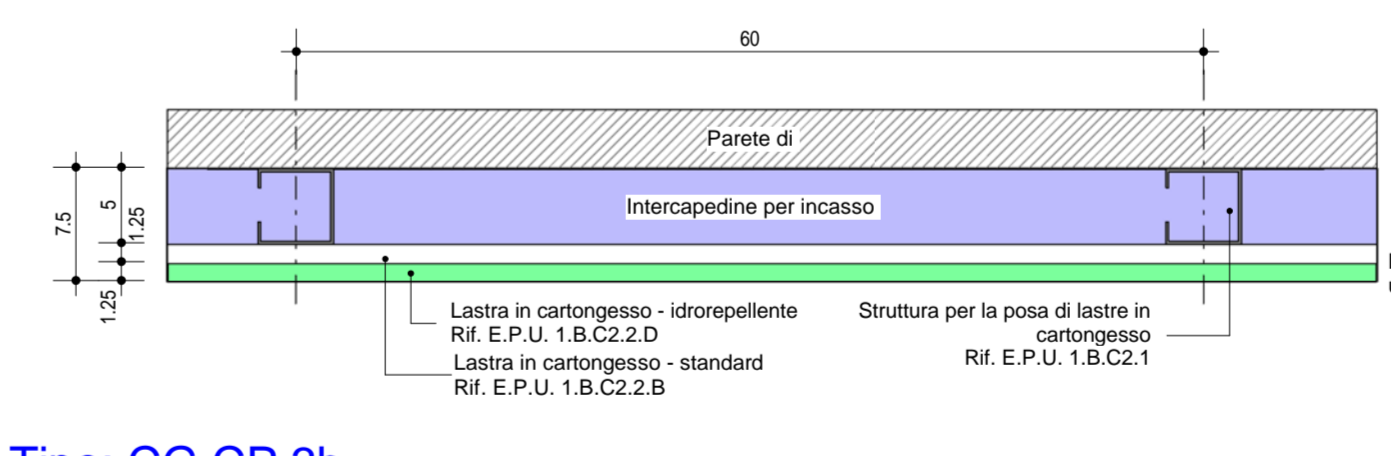 60
Parete di
7.5
5
1.25
Intercapedine per incasso
1.25
Lastra in cartongesso - idrorepellente
Rif. E.P.U. 1.B.C2.2.D
Lastra in cartongesso - standard
Rif. E.P.U. 1.B.C2.2.B
Struttura per la posa di lastre in
cartongesso
Rif. E.P.U. 1.B.C2.1